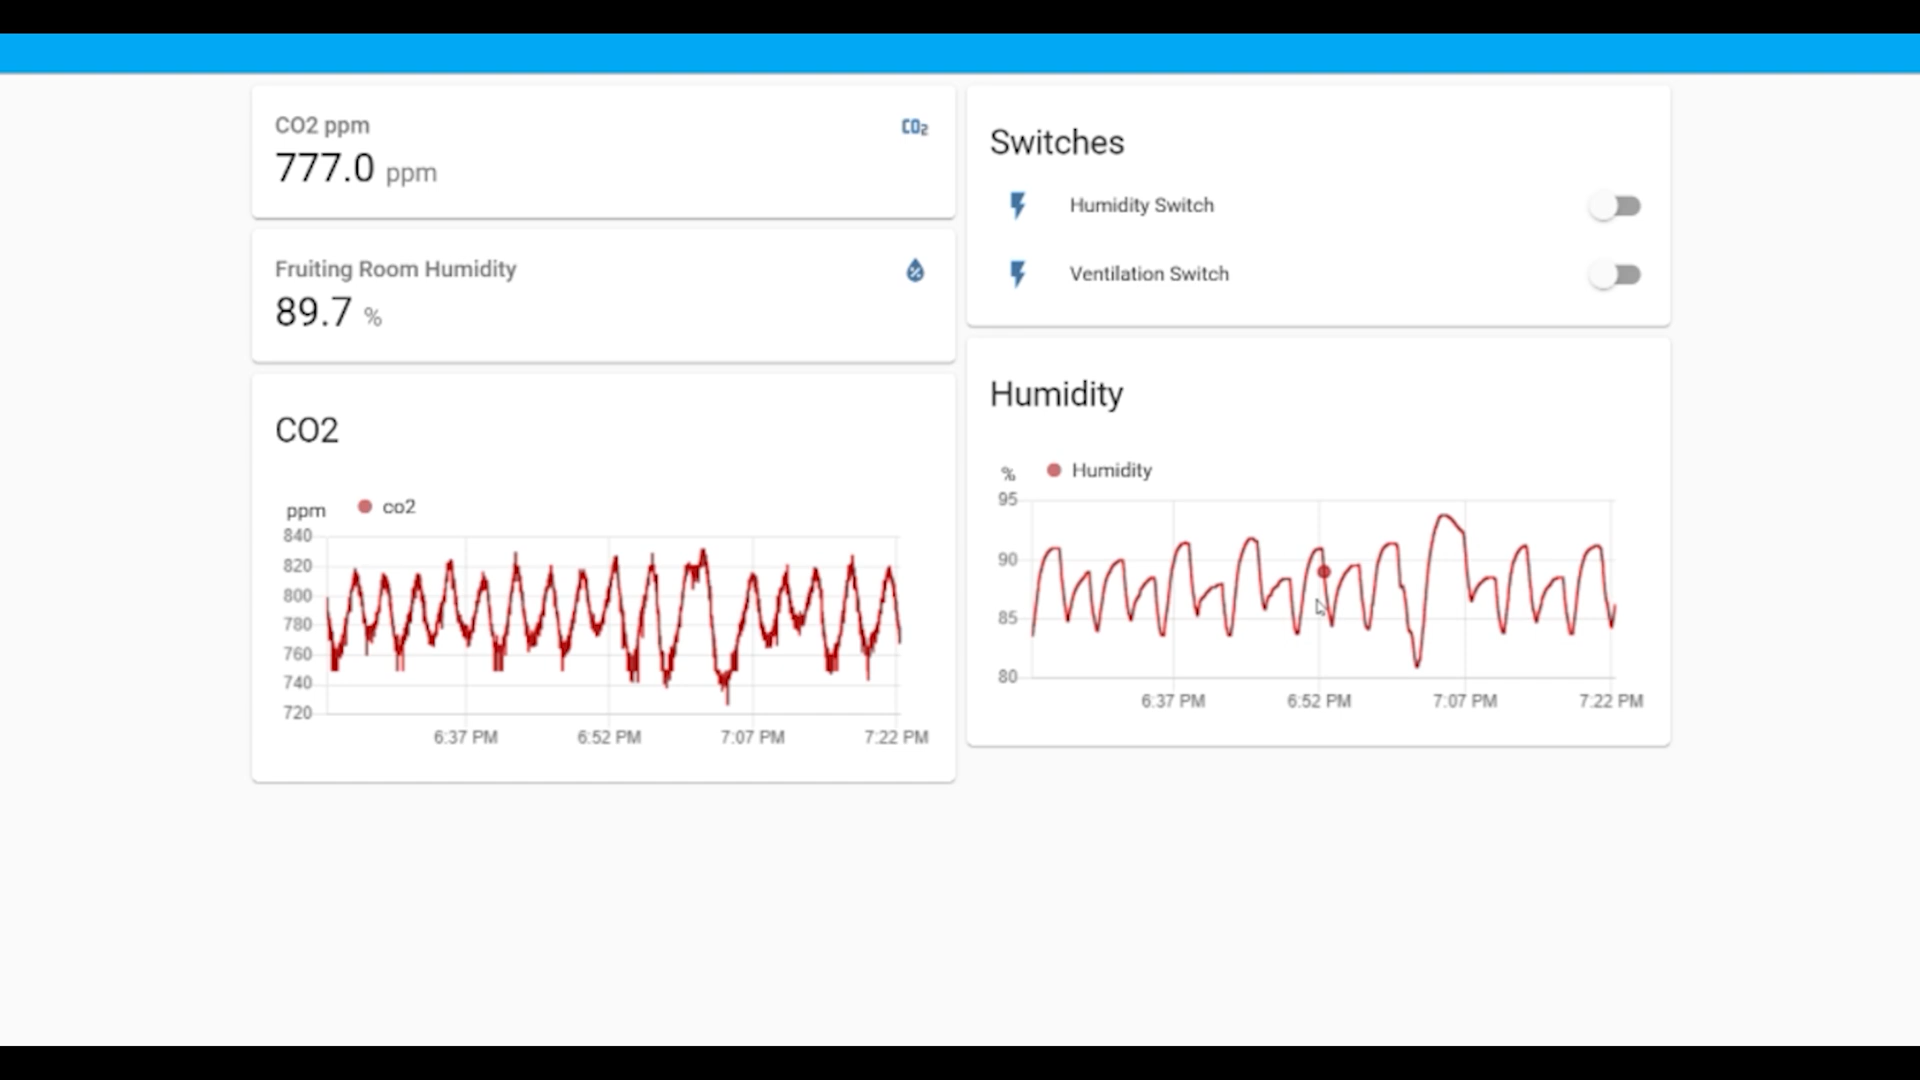 CO2 ppm
CO2
777.0 ppm
Fruiting Room Humidity
89.7 %
CO2
ppm
co2
840
820
800
780
760
740
720
6:37 PM
6:52 PM
7:07 PM
7:22 PM
Switches
Humidity Switch
Ventilation Switch
Humidity
%
Humidity
95
90
85
80
6:37 PM
6:52 PM
7:07 PM
7:22 PM